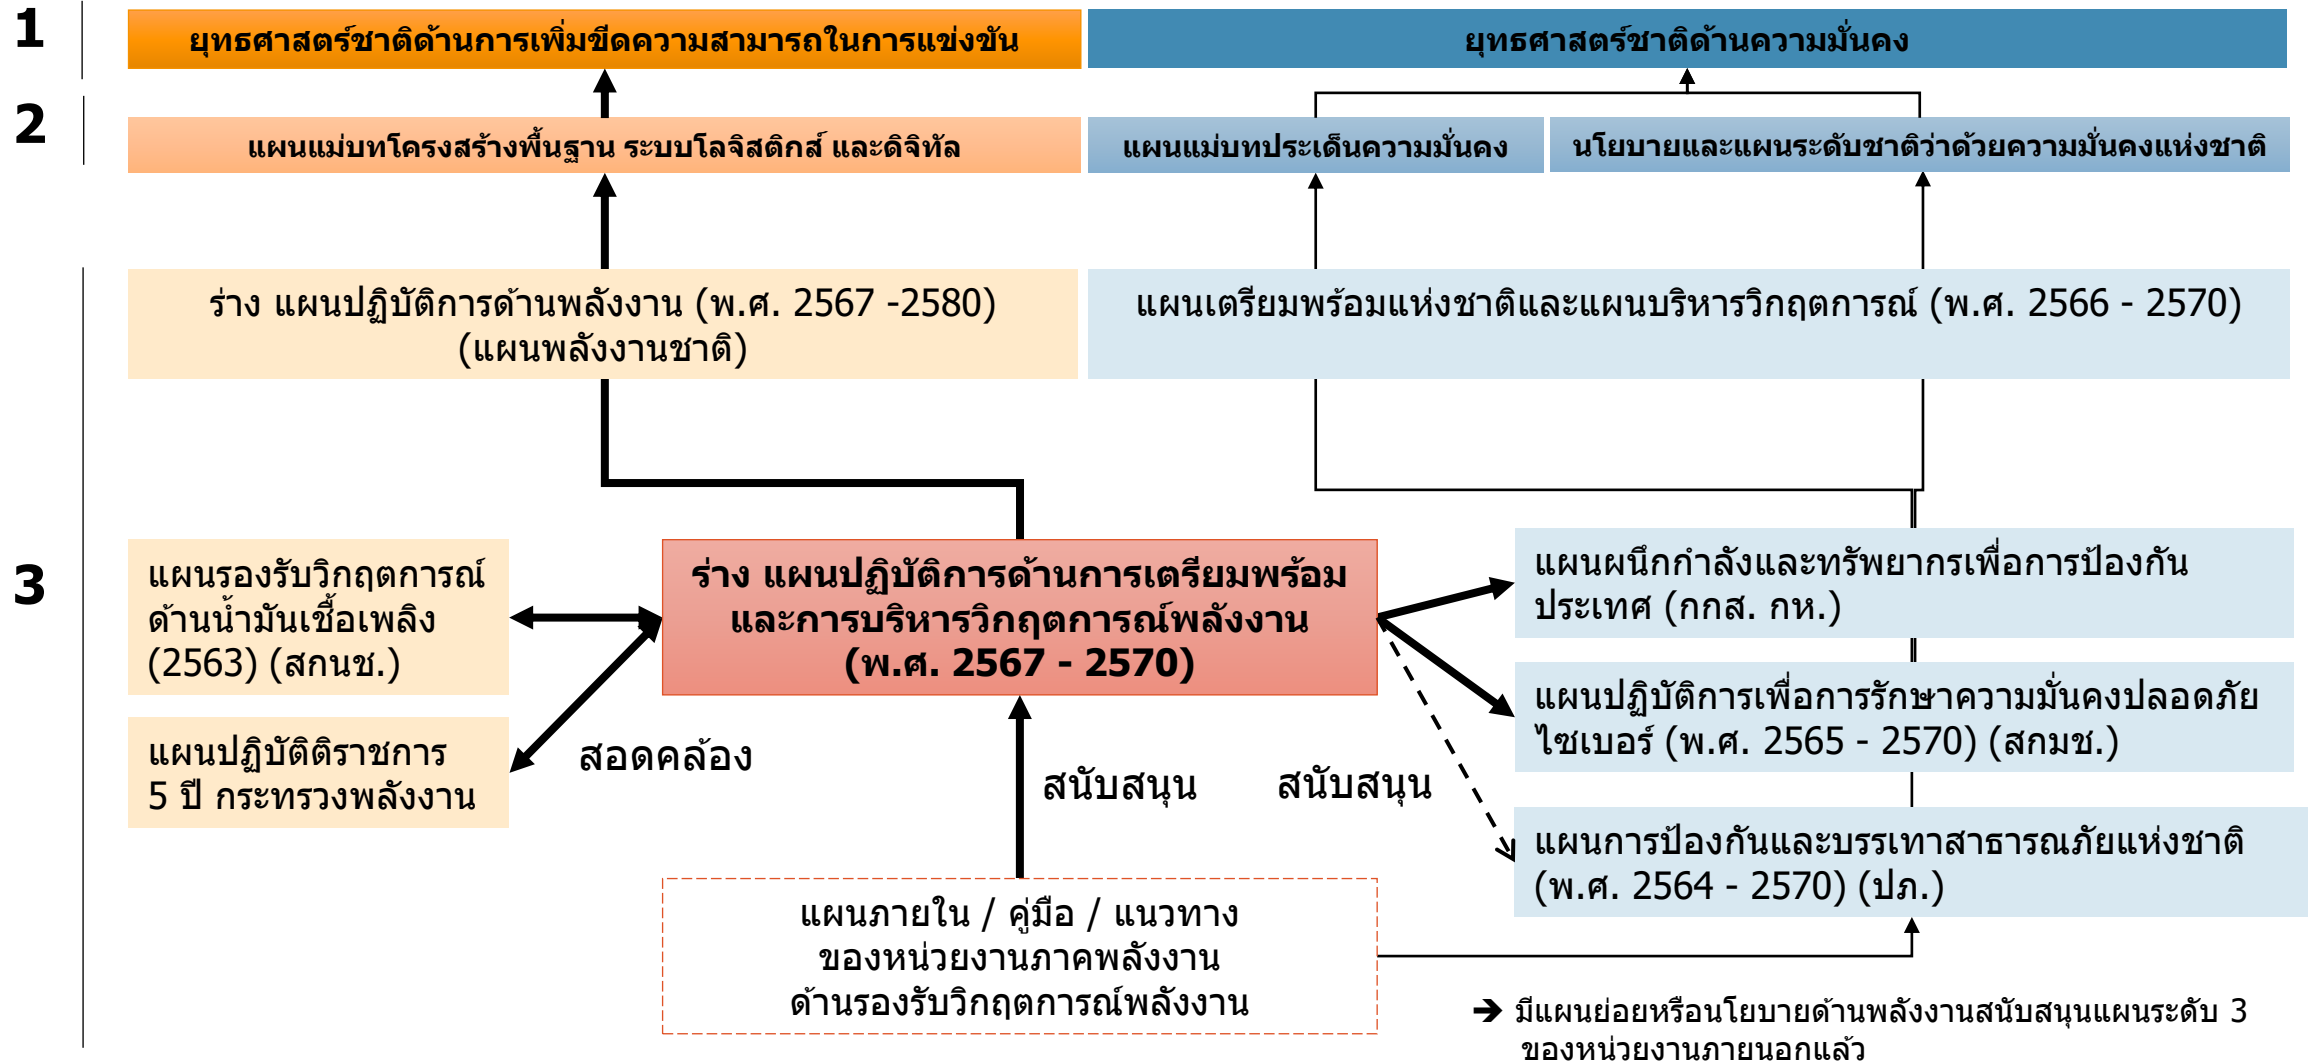 1
ยุทธศาสตร์ชาติด้านการเพิ่มขีดความสามารถในการแข่งขัน
ยุทธศาสตร์ชาติด้านความมั่นคง
2
แผนแม่บทโครงสร้างพื้นฐาน ระบบโลจิสติกส์ และดิจิทัล
แผนแม่บทประเด็นความมั่นคง
นโยบายและแผนระดับชาติว่าด้วยความมั่นคงแห่งชาติ
3
ร่าง แผนปฏิบัติการด้านพลังงาน (พ.ศ. 2567 -2580)
(แผนพลังงานชาติ)
แผนเตรียมพร้อมแห่งชาติและแผนบริหารวิกฤตการณ์ (พ.ศ. 2566 - 2570)
แผนรองรับวิกฤตการณ์
ด้านน้ำมันเชื้อเพลิง
(2563) (สกนช.)
แผนปฏิบัติติราชการ
5 ปี กระทรวงพลังงาน
สอดคล้อง
ร่าง แผนปฏิบัติการด้านการเตรียมพร้อม
และการบริหารวิกฤตการณ์พลังงาน
(พ.ศ. 2567 - 2570)
สนับสนุน
สนับสนุน
แผนผนึกกำลังและทรัพยากรเพื่อการป้องกัน
ประเทศ (กกส. กห.)
แผนปฏิบัติการเพื่อการรักษาความมั่นคงปลอดภัย
ไซเบอร์ (พ.ศ. 2565 - 2570) (สกมช.)
แผนการป้องกันและบรรเทาสาธารณภัยแห่งชาติ
(พ.ศ. 2564 - 2570) (ปภ.)
แผนภายใน / คู่มือ / แนวทาง
ของหน่วยงานภาคพลังงาน
ด้านรองรับวิกฤตการณ์พลังงาน
➔ มีแผนย่อยหรือนโยบายด้านพลังงานสนับสนุนแผนระดับ 3
ของหน่วยงานภายนอกแล้ว